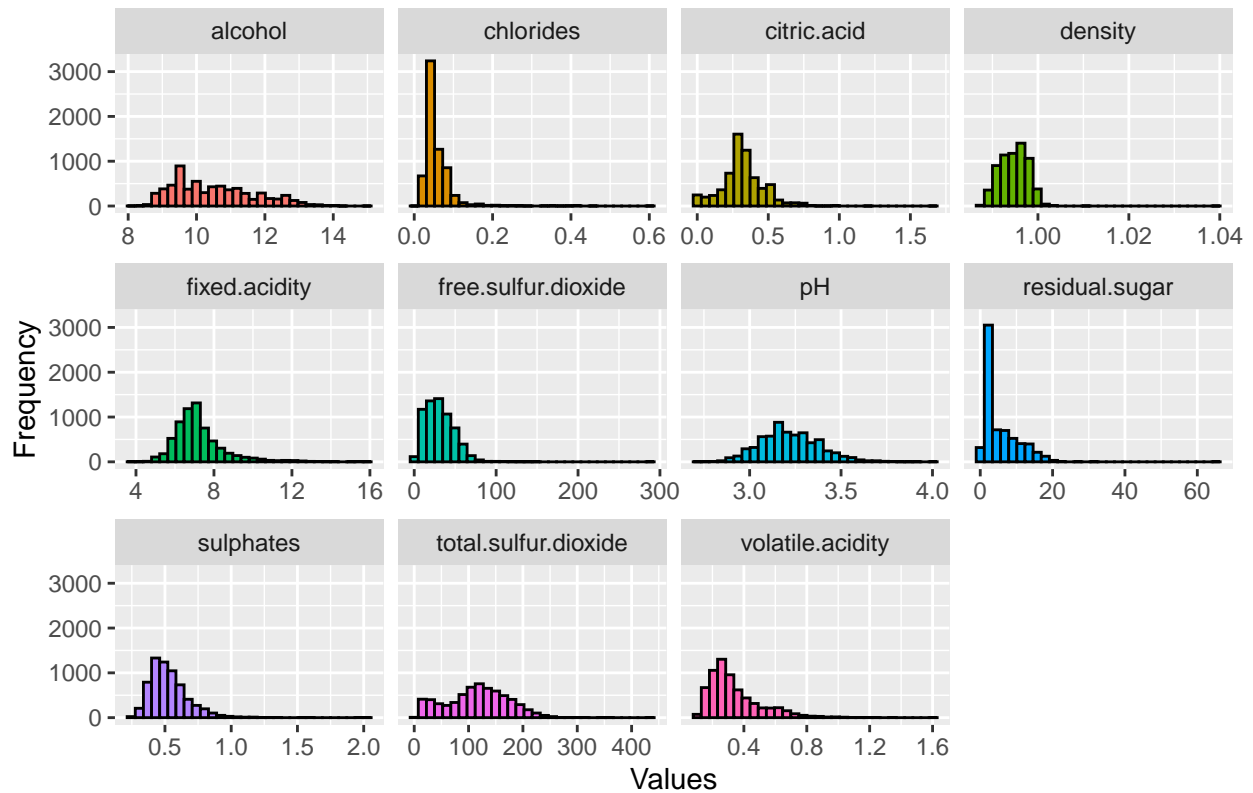 alcohol chlorides citric.acid density
3000
2000
1000
0
8 10 12 14 0.0 0.2 0.4 0.6 0.0 0.5 1.0 1.5 1.00 1.02 1.04
fixed.acidity free.sulfur.dioxide pH residual.sugar
3000
2000
1000
0
4 8 12 16 0 100 200 300 3.0 3.5 4.0 0 20 40 60
Frequency
sulphates total.sulfur.dioxide volatile.acidity
3000
2000
1000
0
0.5 1.0 1.5 2.0 0 100 200 300 400 0.4 0.8 1.2 1.6
Values